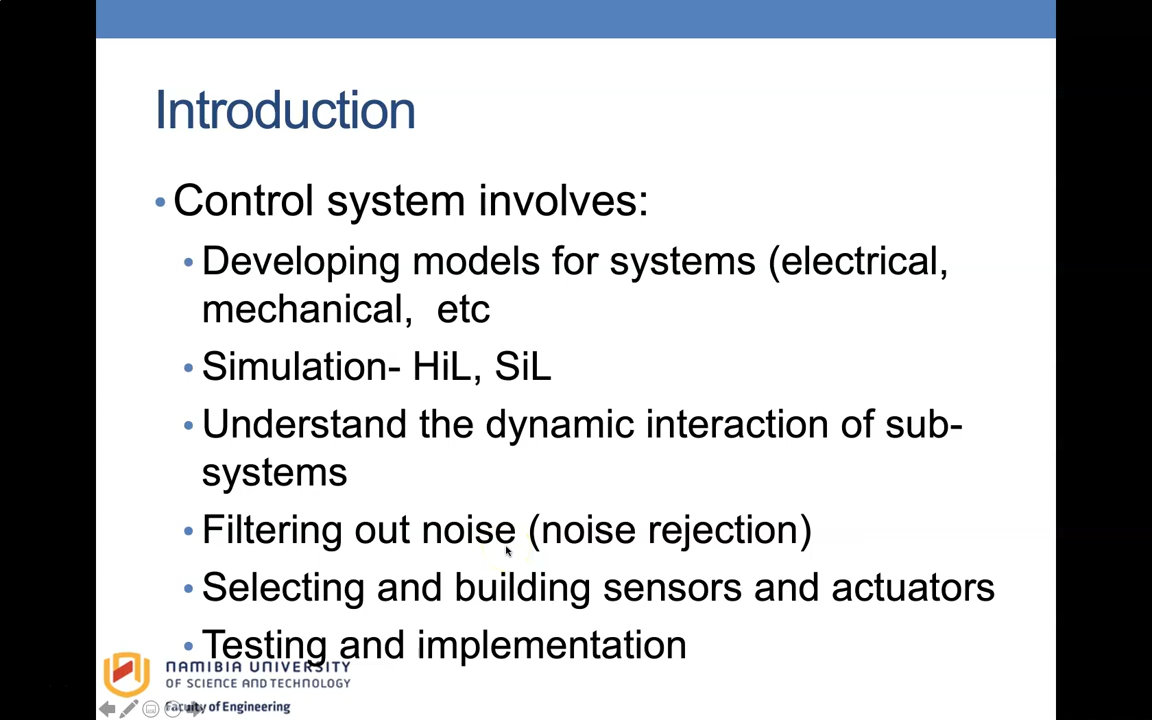 Introduction
• Control system involves:
• Developing models for systems (electrical,
mechanical,  etc
• Simulation- HiL, SiL
• Understand the dynamic interaction of sub-
systems
• Filtering out noise (noise rejection)
• Selecting and building sensors and actuators
• Testing and implementation
NAMIBIA UNIVERSITY
OF SCIENCE AND TECHNOLOGY
Faculty of Engineering